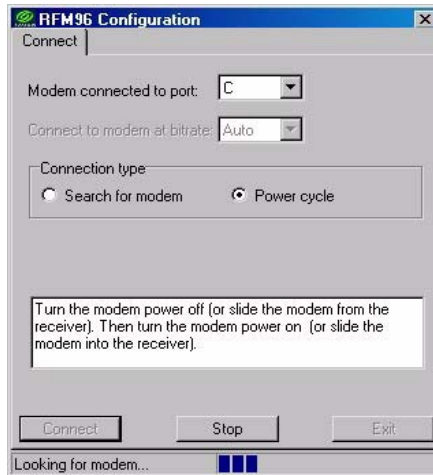 RFM96 Configuration
Connect
Modem connected to port: C
Connect to modem at bitrate: Auto
Connection type
Search for modem Power cycle
Turn the modem power off (or slide the modem from the
receiver). Then turn the modem power on (or slide the
modem into the receiver).
Connect Stop Exit
Looking for modem...